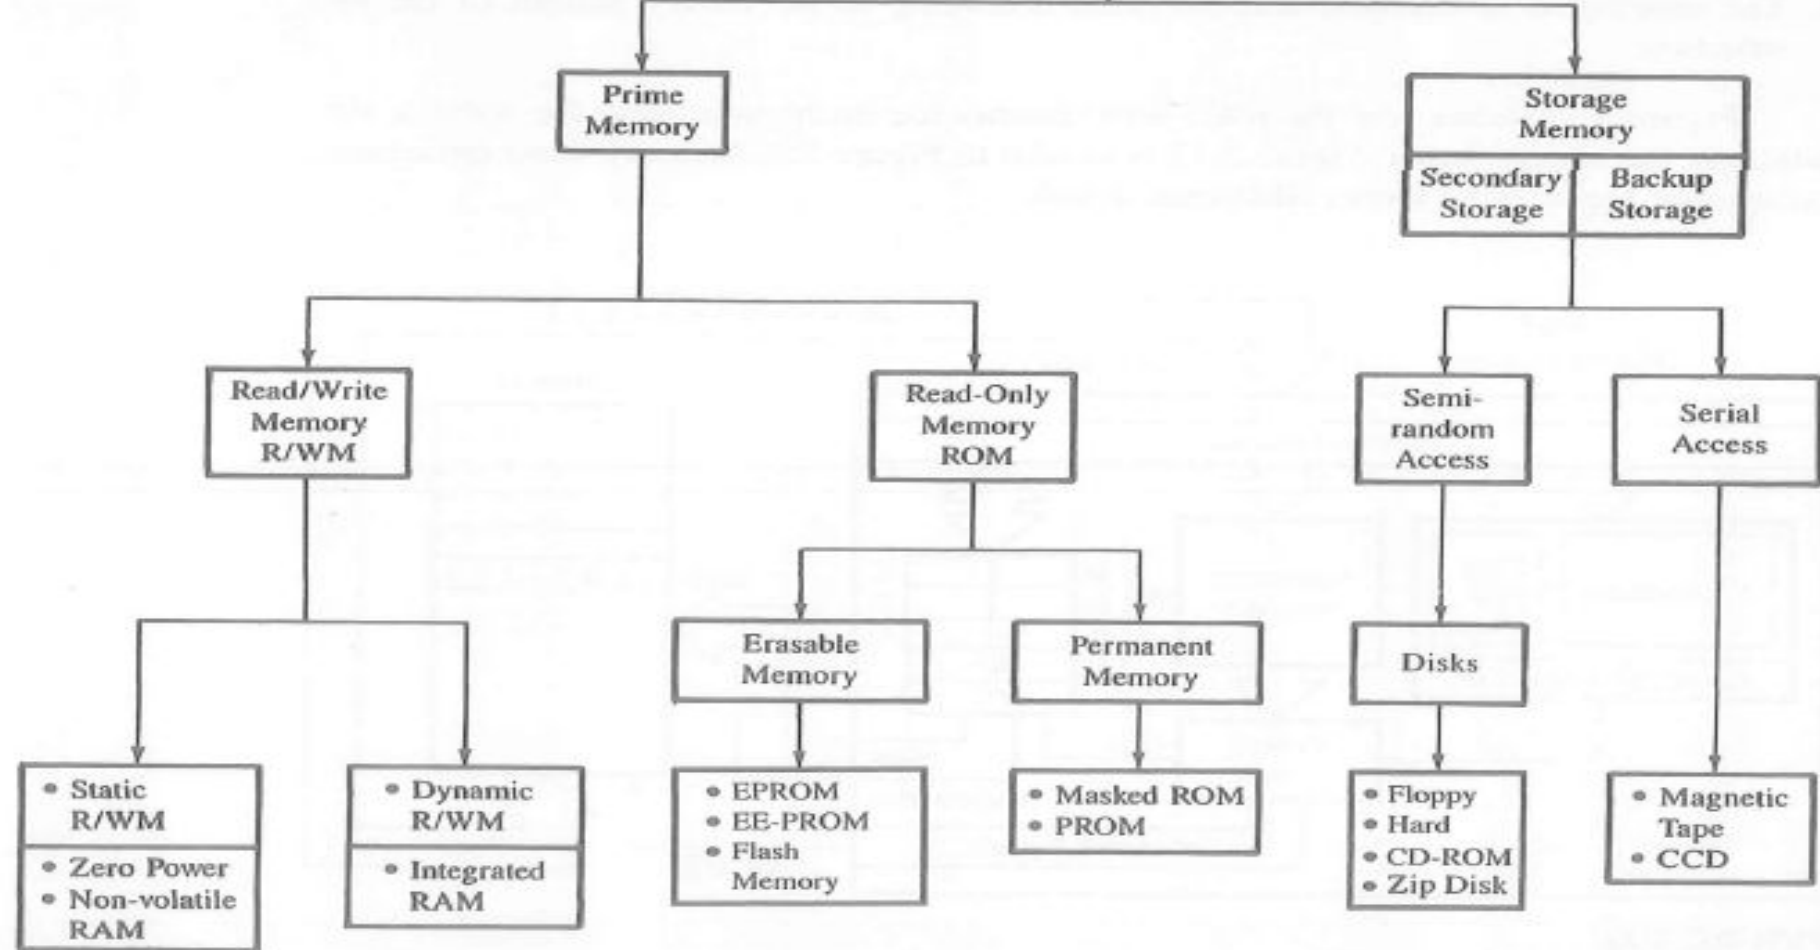 Prime
Memory
Storage
Memory
Secondary
Storage
Backup
Storage
Read/Write
Memory
R/WM
Read-Only
Memory
ROM
Semi-
random
Access
Serial
Access
Erasable
Memory
Permanent
Memory
Disks
• Static
R/WM
• Zero Power
• Non-volatile
RAM
• Dynamic
R/WM
• Integrated
RAM
• EPROM
• EE-PROM
• Flash
Memory
• Masked ROM
• PROM
• Floppy
• Hard
• CD-ROM
• Zip Disk
• Magnetic
Tape
• CCD